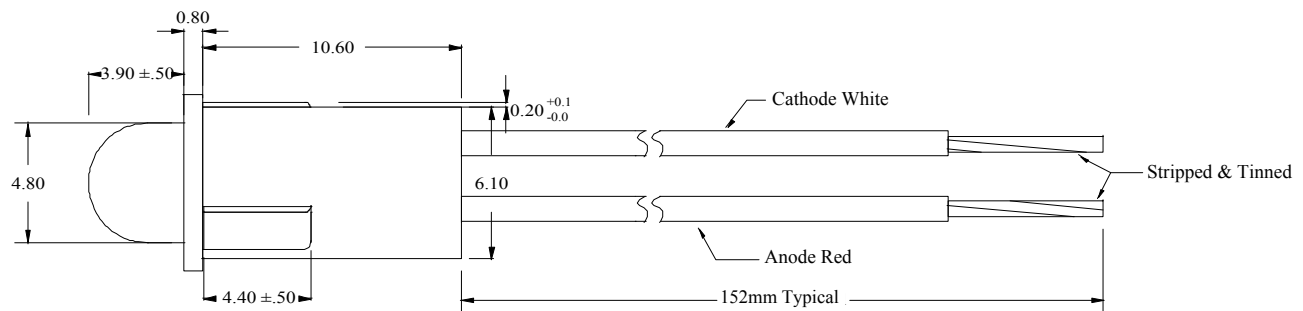 0.80
10.60
3.90 ±.50
0.20 +0.1 -0.0
Cathode White
4.80
6.10
Stripped & Tinned
Anode Red
4.40 ±.50
152mm Typical